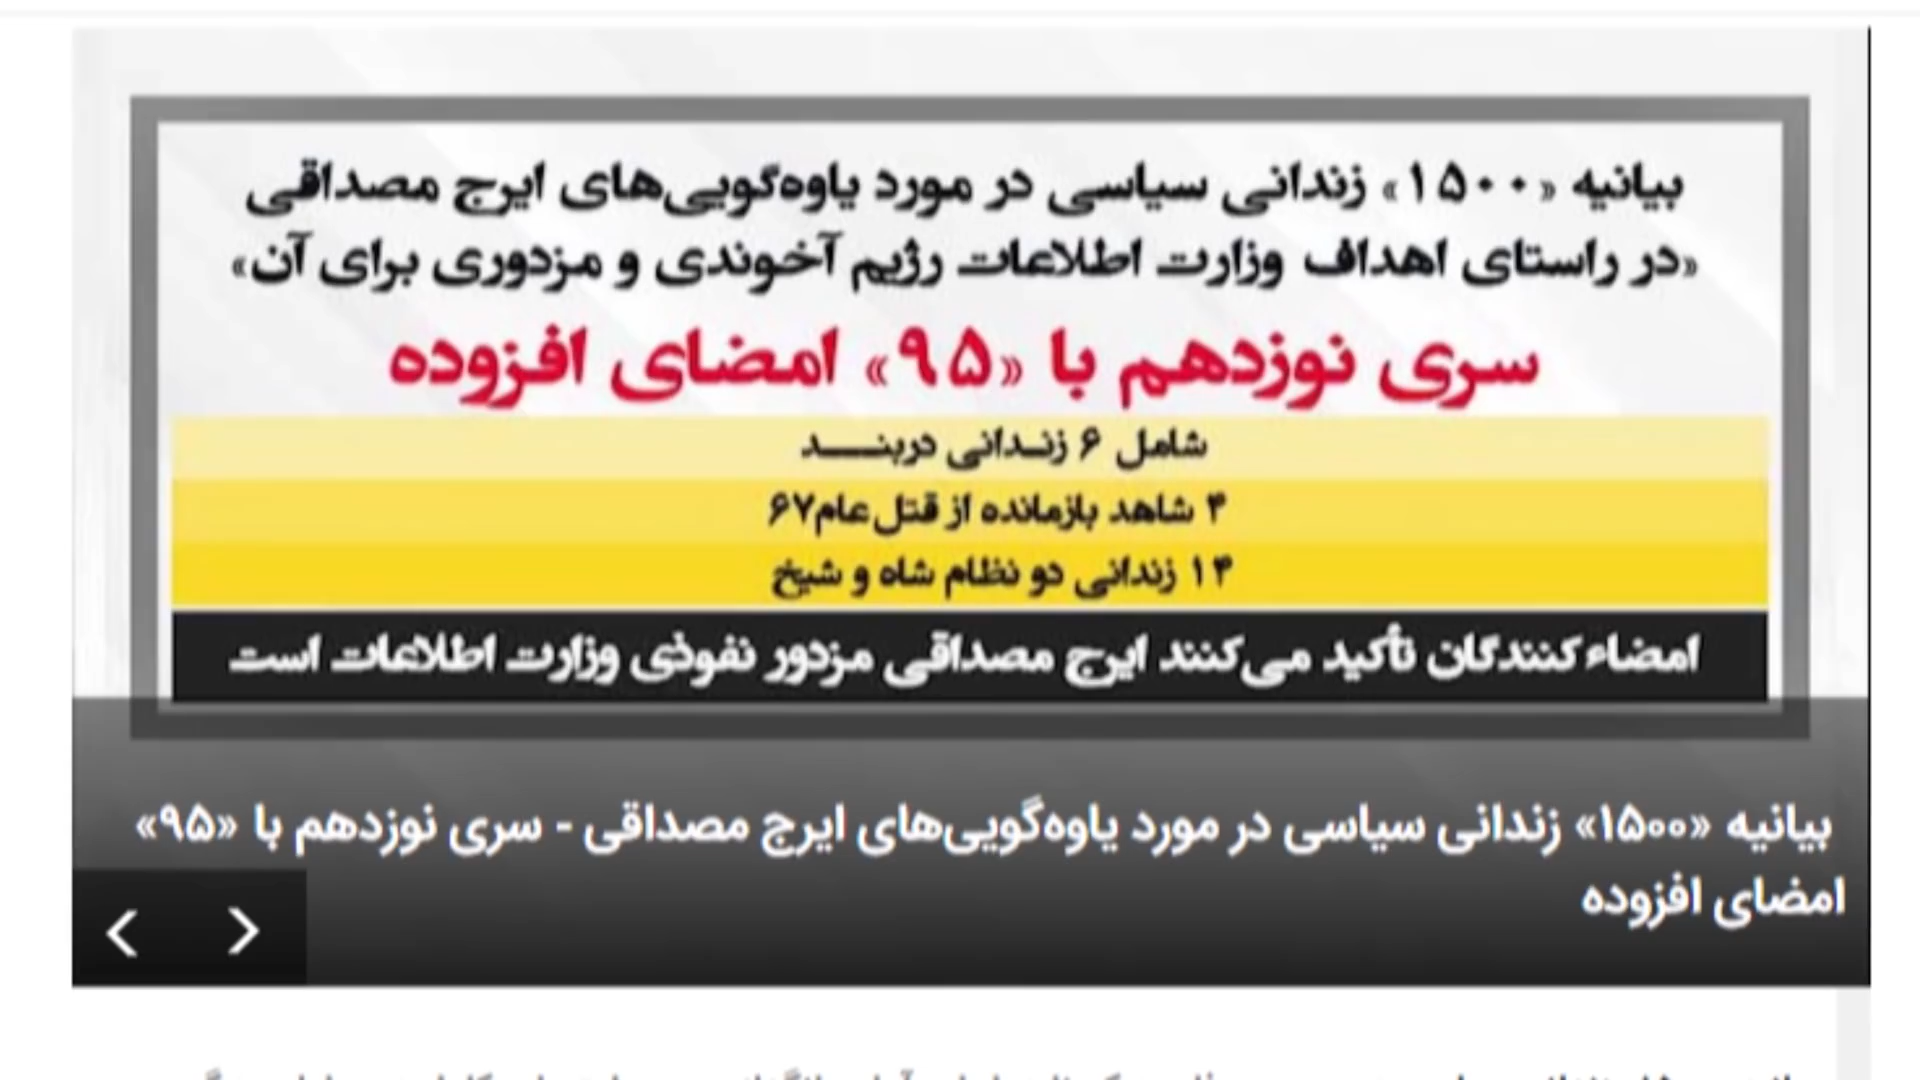 بیانیه «۱۵۰۰» زندانی سیاسی در مورد یاوه‌گویی‌های ایرج مصداقی
«در راستای اهداف وزارت اطلاعات رژیم آخوندی و مزدوری برای آن»
سری نوزدهم با «۹۵» امضای افزوده
شامل ۶ زندانی دربنـــد
۴ شاهد بازمانده از قتل‌عام۶۷
۱۴ زندانی دو نظام شاه و شیخ
امضاءکنندگان تأکید می‌کنند ایرج مصداقی مزدور نفوذی وزارت اطلاعات است
بیانیه «۱۵۰۰» زندانی سیاسی در مورد یاوه‌گویی‌های ایرج مصداقی - سری نوزدهم با «۹۵»
امضای افزوده